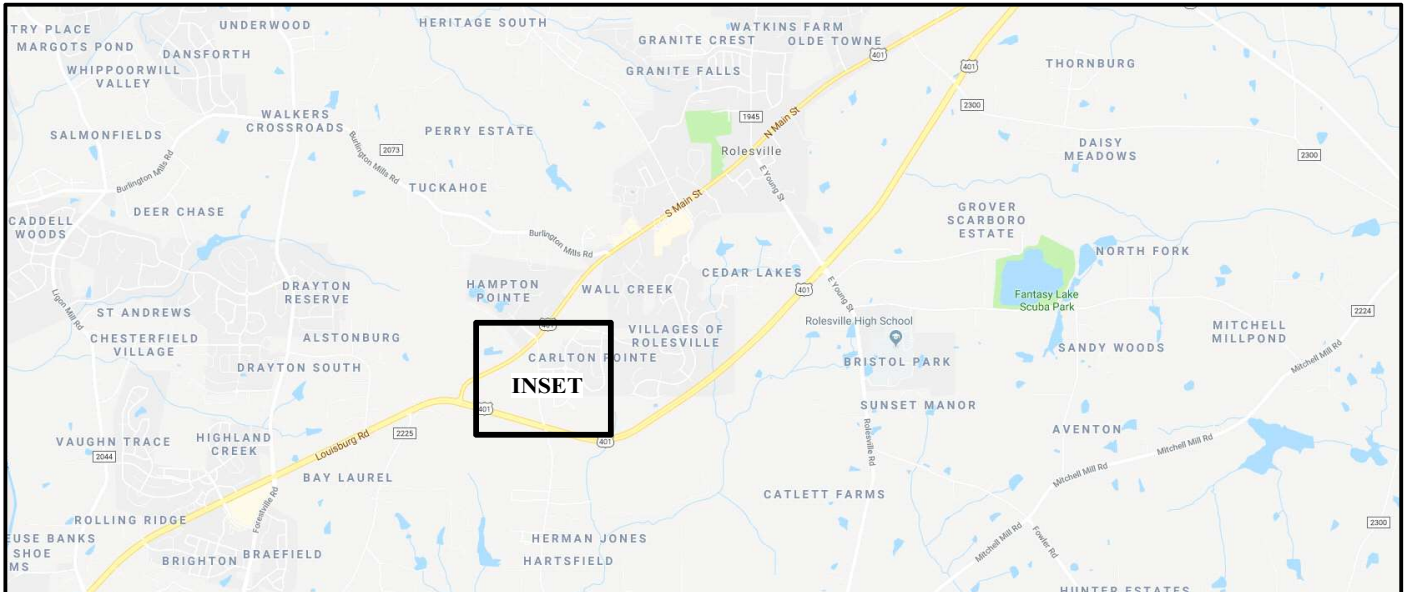 TRY PLACE
UNDERWOOD
HERITAGE SOUTH
WATKINS FARM
MARGOTS POND
DANSFORTH
GRANITE CREST
OLDE TOWNE
401
WHIPPOORWILL
VALLEY
GRANITE FALLS
401
THORNBURG
2300
WALKERS
CROSSROADS
1945
N Main St
SALMONFIELDS
PERRY ESTATE
Burlington Mills Rd
2073
Rolesville
DAISY
MEADOWS
2300
Burlington Mills Rd
TUCKAHOE
E Young St
S Main St
CADDELL
WOODS
DEER CHASE
GROVER
SCARBORO
ESTATE
Burlington Mills Rd
NORTH FORK
CEDAR LAKES
HAMPTON
POINTE
WALL CREEK
401
E Young St
DRAYTON
RESERVE
Ligon Mill Rd
Fantasy Lake
Scuba Park
ST ANDREWS
2224
401
Rolesville High School
VILLAGES OF
ROLESVILLE
MITCHELL
MILLPOND
CHESTERFIELD
VILLAGE
ALSTONBURG
CARLTON POINTE
SANDY WOODS
Mitchell Mill Rd
BRISTOL PARK
DRAYTON SOUTH
INSET
401
SUNSET MANOR
Louisburg Rd
2225
401
Rolesville Rd
AVENTON
VAUGHN TRACE
2044
HIGHLAND
CREEK
Mitchell Mill Rd
Mitchell Mill Rd
BAY LAUREL
CATLETT FARMS
Forestville Rd
ROLLING RIDGE
2300
EUSE BANKS
SHOE
MS
HERMAN JONES
Mitchell Mill Rd
Fowler Rd
BRIGHTON
BRAEFIELD
HARTSFIELD
HUNTER ESTATES